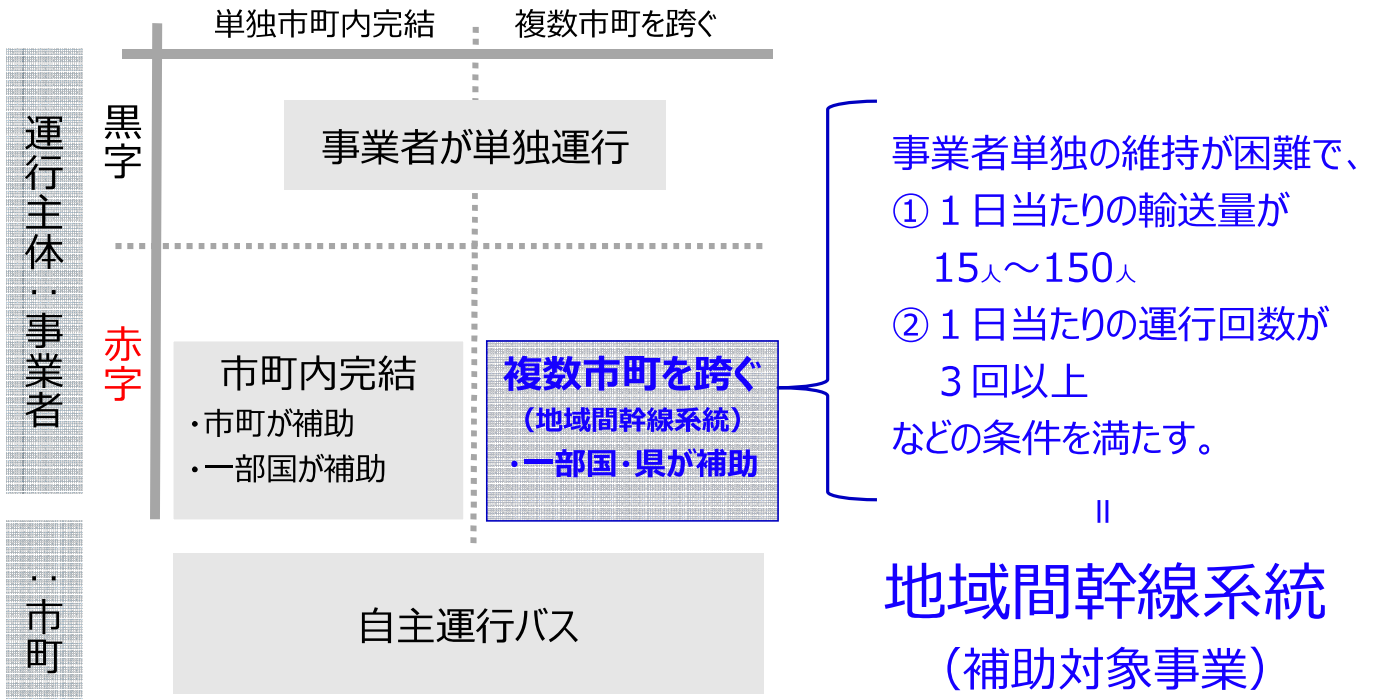 単独市町内完結
複数市町を跨ぐ
運行主体：事業者
黒字
事業者が単独運行
赤字
市町内完結
・市町が補助
・一部国が補助
複数市町を跨ぐ
（地域間幹線系統）
・一部国・県が補助
：市町
自主運行バス
事業者単独の維持が困難で、
①１日当たりの輸送量が
15人～150人
②１日当たりの運行回数が
３回以上
などの条件を満たす。
＝
地域間幹線系統
（補助対象事業）